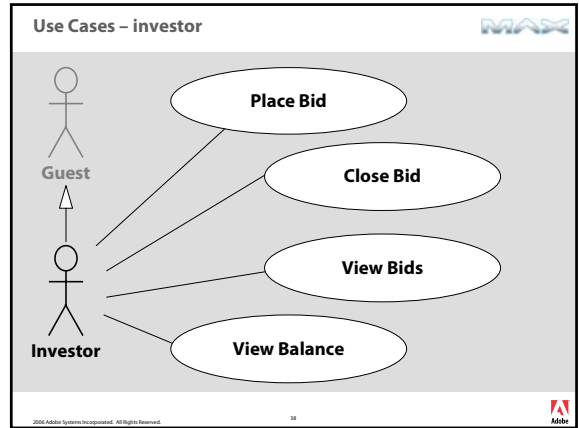 Use Cases – investor
MAX
Guest
Place Bid
Close Bid
View Bids
Investor
View Balance
2006 Adobe Systems Incorporated. All Rights Reserved.
38
Adobe